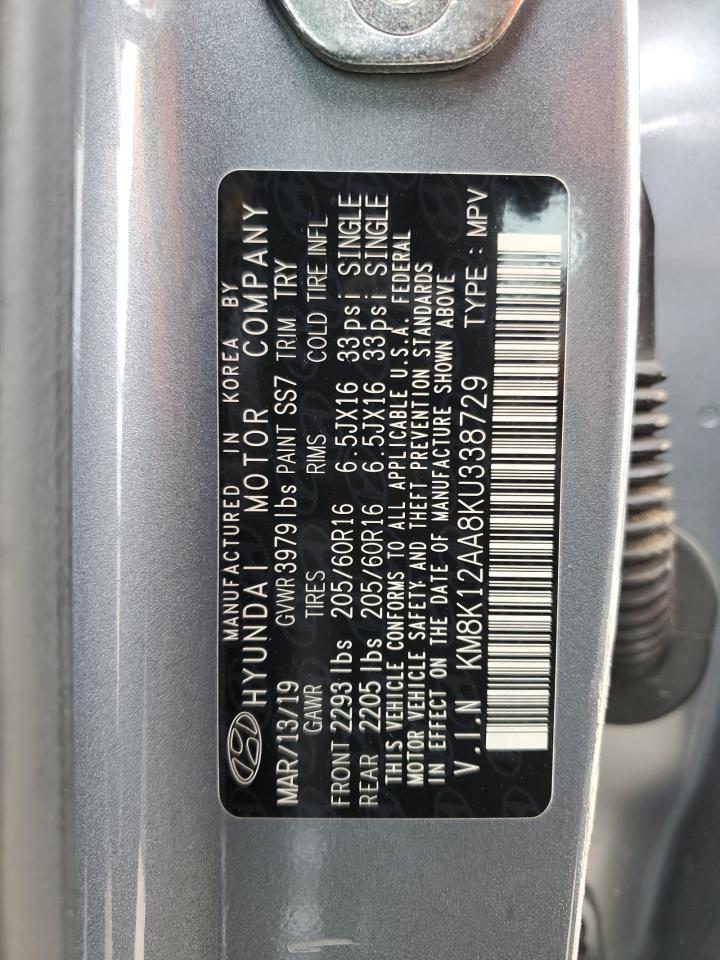 MANUFACTURED IN KOREA BY
HYUNDAI MOTOR COMPANY
MAR/13/19 GVWR 3979 lbs PAINT SS7 TRIM TRY
GAWR TIRES RMS COLD TIRE INFL
FRONT 2293 lbs 205/60R16 6.5JX16 33psi SINGLE
REAR 2205 lbs 205/60R16 6.5JX16 33psi SINGLE
THIS VEHICLE CONFORMS TO ALL APPLICABLE U.S.A. FEDERAL
MOTOR VEHICLE SAFETY AND THEFT PREVENTION STANDARDS
IN EFFECT ON THE DATE OF MANUFACTURE SHOWN ABOVE
V.I.N KM8K12AA8KU338729 TYPE: MPV